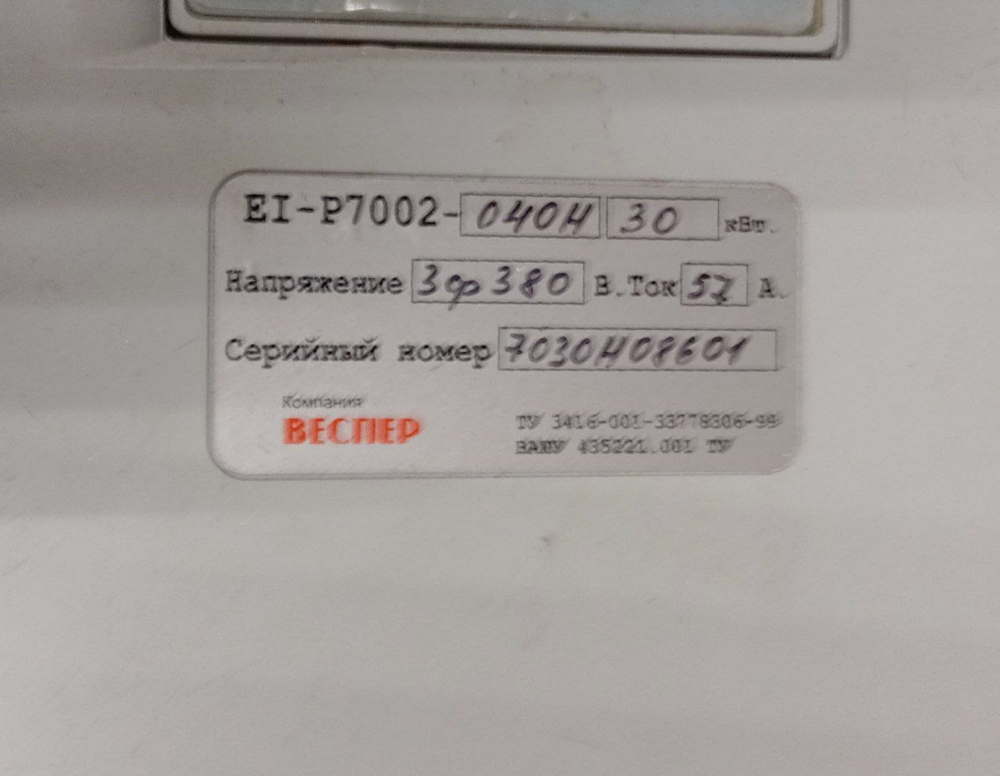 EI-P7002-040H 30 кВт.
Напряжение 3ф380 В. Ток 57 А.
Серийный номер 7030H08601
Компания
ВЕСПЕР
ТУ 3416-001-33778306-99
ВАИУ 435221.001 ТУ